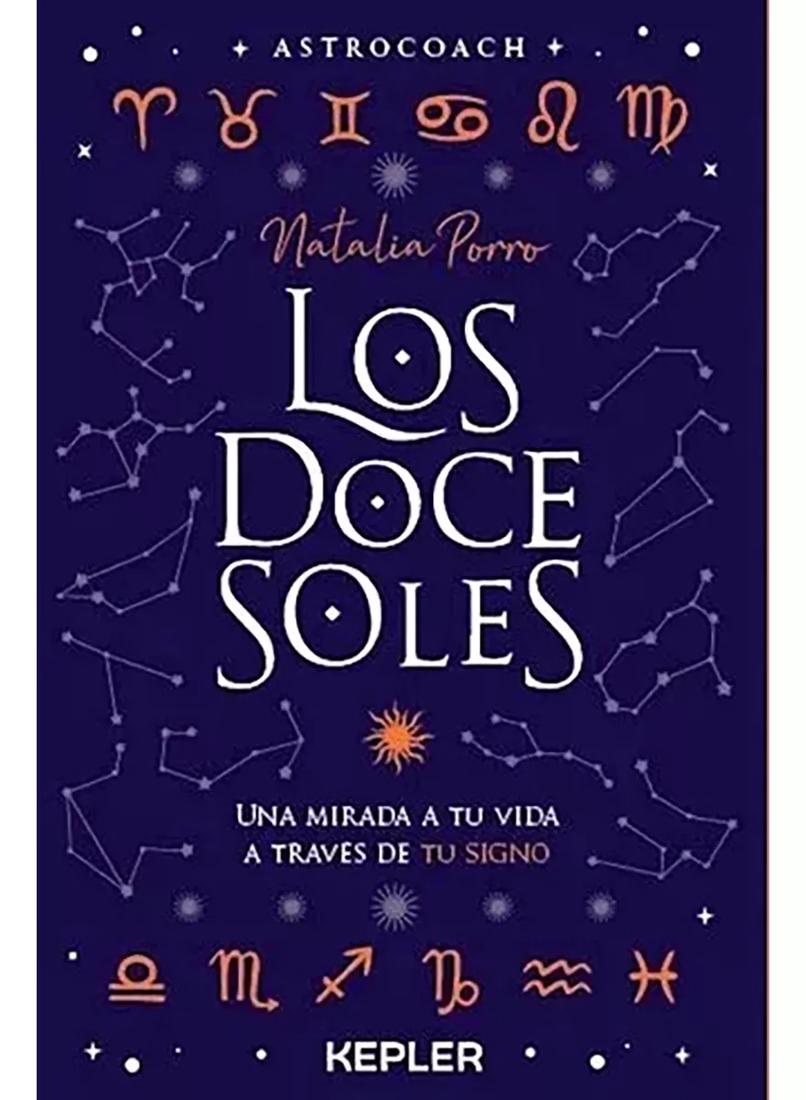 ASTROCOACH
♈ ♉ ♊ ♋ ♌ ♍
Natalia Porro
LOS
DOCE
SOLES
UNA MIRADA A TU VIDA
A TRAVÉS DE TU SIGNO
♎ ♏ ♐ ♑ ♒ ♓
KEPLER